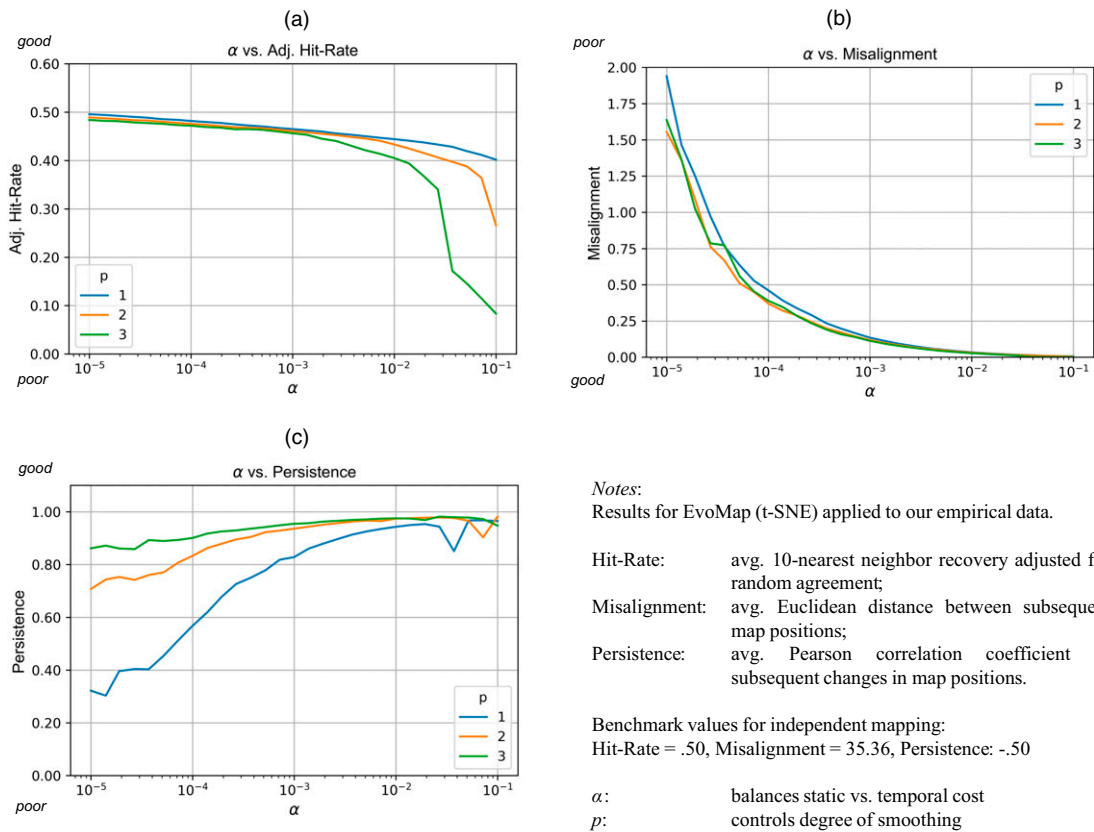 (a)
good
α vs. Adj. Hit-Rate
0.60
0.50
0.40
0.30
0.20
0.10
0.00
Adj. Hit-Rate
p
1
2
3
10⁻⁵
10⁻⁴
10⁻³
10⁻²
10⁻¹
poor
α
(b)
poor
α vs. Misalignment
2.00
1.75
1.50
1.25
1.00
0.75
0.50
0.25
0.00
Misalignment
p
1
2
3
10⁻⁵
10⁻⁴
10⁻³
10⁻²
10⁻¹
good
α
(c)
good
α vs. Persistence
1.00
0.80
0.60
0.40
0.20
0.00
Persistence
p
1
2
3
10⁻⁵
10⁻⁴
10⁻³
10⁻²
10⁻¹
poor
α
Notes:
Results for EvoMap (t-SNE) applied to our empirical data.
Hit-Rate: avg. 10-nearest neighbor recovery adjusted f
random agreement;
Misalignment: avg. Euclidean distance between subseque
map positions;
Persistence: avg. Pearson correlation coefficient
subsequent changes in map positions.
Benchmark values for independent mapping:
Hit-Rate = .50, Misalignment = 35.36, Persistence: -.50
α: balances static vs. temporal cost
p: controls degree of smoothing